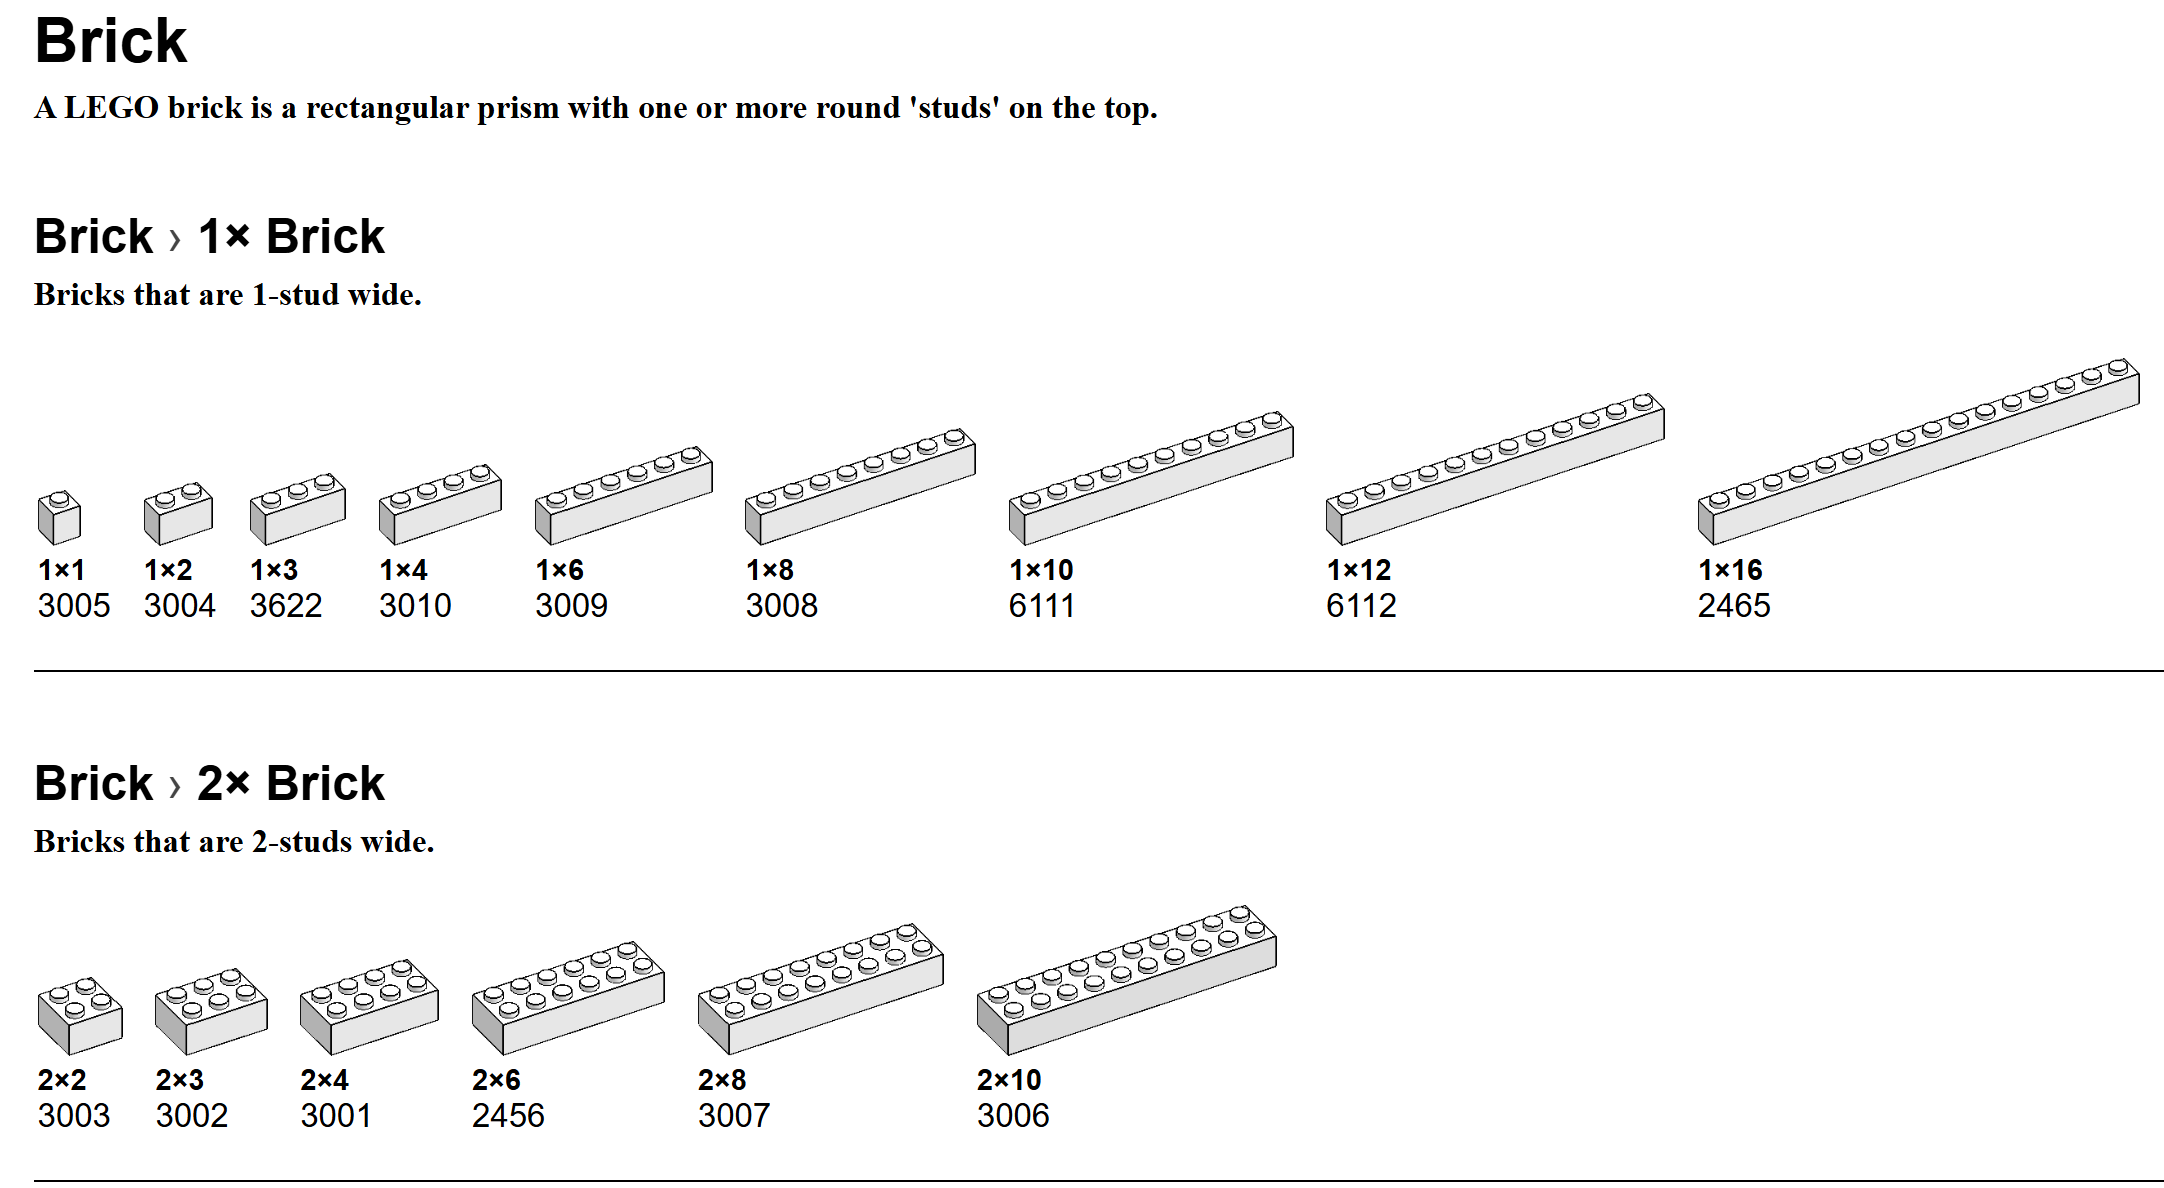 Brick
A LEGO brick is a rectangular prism with one or more round 'studs' on the top.
Brick › 1× Brick
Bricks that are 1-stud wide.
1×1 1×2 1×3 1×4 1×6 1×8 1×10 1×12 1×16
3005 3004 3622 3010 3009 3008 6111 6112 2465
Brick › 2× Brick
Bricks that are 2-studs wide.
2×2 2×3 2×4 2×6 2×8 2×10
3003 3002 3001 2456 3007 3006